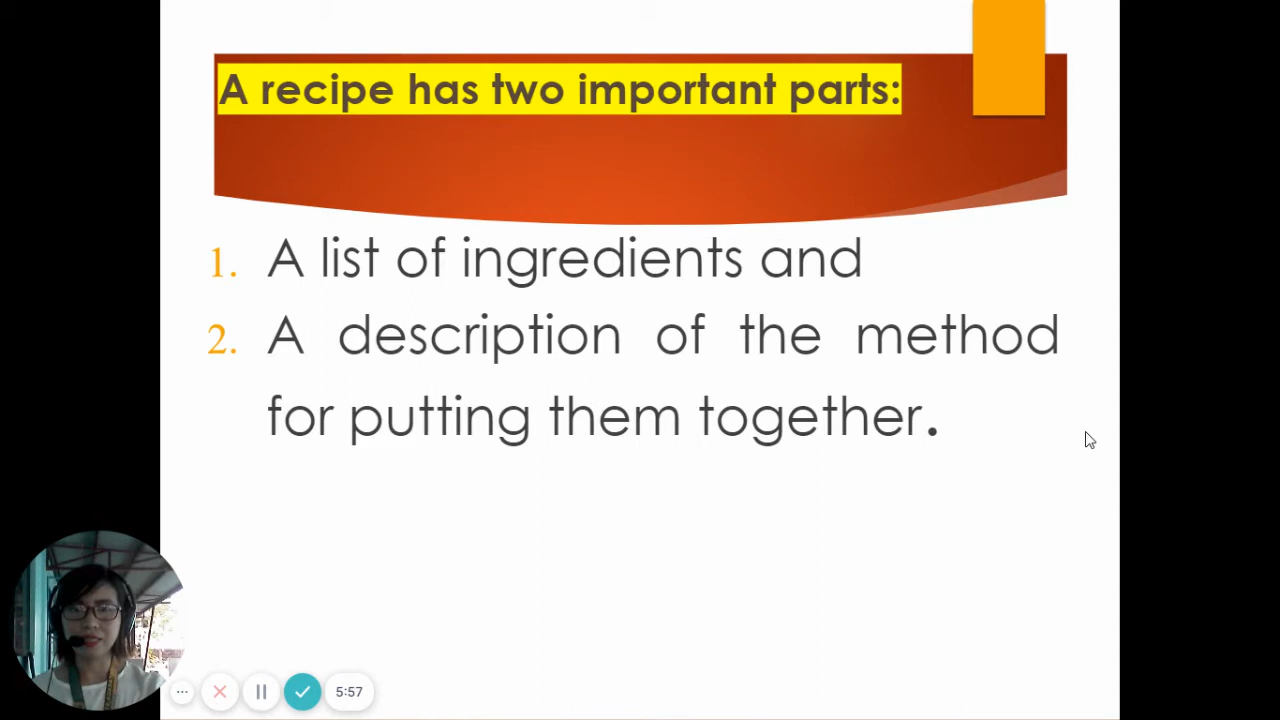 A recipe has two important parts:
1. A list of ingredients and
2. A description of the method
for putting them together.
5:57